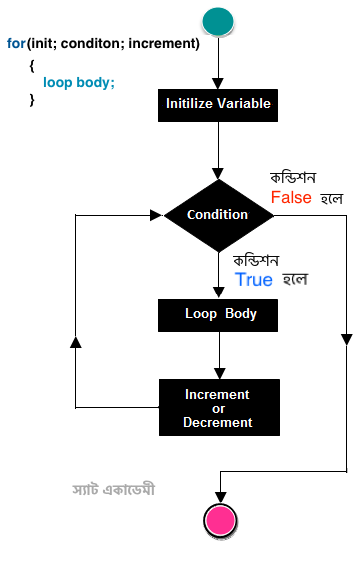 for(init; conditon; increment)
{
loop body;
}
Initilize Variable
কন্ডিশন
False হলে
Condition
কন্ডিশন
True হলে
Loop Body
Increment
or
Decrement
স্যাট একাডেমী